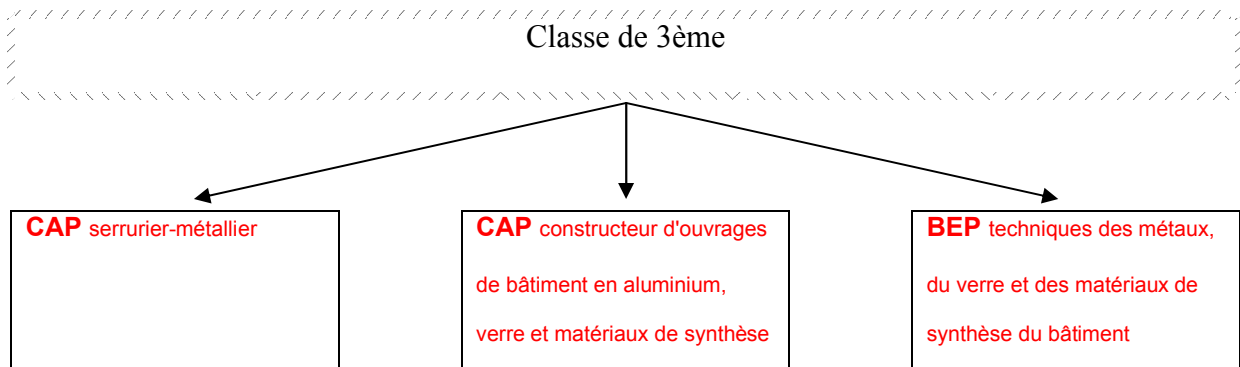 Classe de 3ème
CAP serrurier-métallier
CAP constructeur d'ouvrages
de bâtiment en aluminium,
verre et matériaux de synthèse
BEP techniques des métaux,
du verre et des matériaux de
synthèse du bâtiment